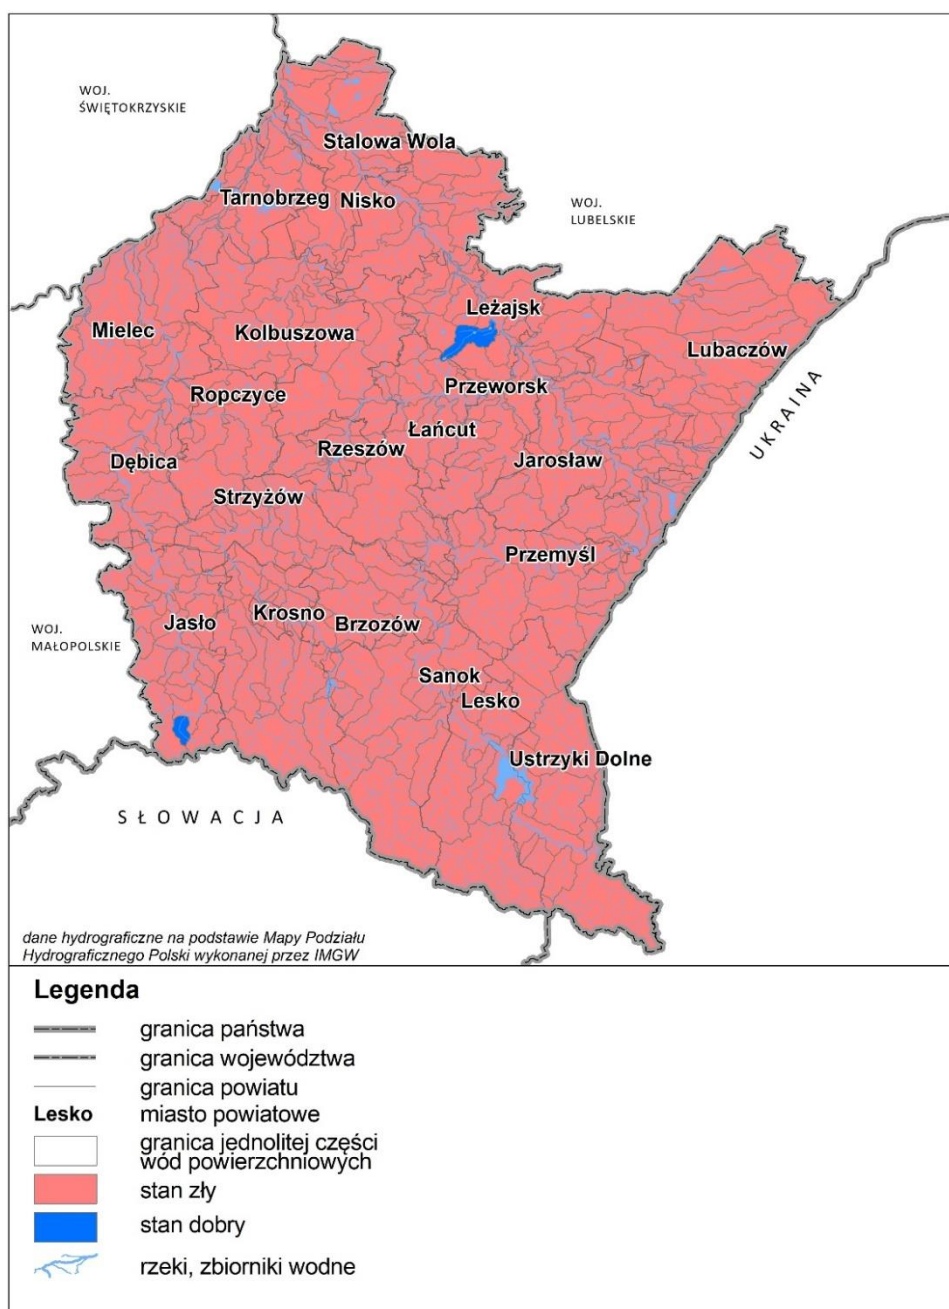 WOJ.
ŚWIĘTOKRZYSKIE
Stalowa Wola
Tarnobrzeg
Nisko
WOJ.
LUBELSKIE
Leżajsk
Mielec
Kolbuszowa
Lubaczów
Przeworsk
Ropczyce
UKRAINA
Łańcut
Rzeszów
Jarosław
Dębica
Strzyżów
Przemyśl
Krosno
Jasło
Brzozów
WOJ.
MAŁOPOLSKIE
Sanok
Lesko
Ustrzyki Dolne
SŁOWACJA
dane hydrograficzne na podstawie Mapy Podziału
Hydrograficznego Polski wykonanej przez IMGW
Legenda
granica państwa
granica województwa
granica powiatu
Lesko miasto powiatowe
granica jednolitej części
wód powierzchniowych
stan zły
stan dobry
rzeki, zbiorniki wodne